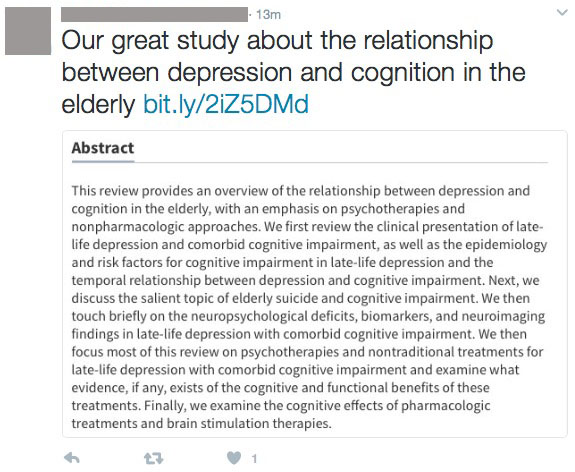 · 13m
Our great study about the relationship
between depression and cognition in the
elderly bit.ly/2iZ5DMd
Abstract
This review provides an overview of the relationship between depression and
cognition in the elderly, with an emphasis on psychotherapies and
nonpharmacologic approaches. We first review the clinical presentation of late-
life depression and comorbid cognitive impairment, as well as the epidemiology
and risk factors for cognitive impairment in late-life depression and the
temporal relationship between depression and cognitive impairment. Next, we
discuss the salient topic of elderly suicide and cognitive impairment. We then
touch briefly on the neuropsychological deficits, biomarkers, and neuroimaging
findings in late-life depression with comorbid cognitive impairment. We then
focus most of this review on psychotherapies and nontraditional treatments for
late-life depression with comorbid cognitive impairment and examine what
evidence, if any, exists of the cognitive and functional benefits of these
treatments. Finally, we examine the cognitive effects of pharmacologic
treatments and brain stimulation therapies.
1